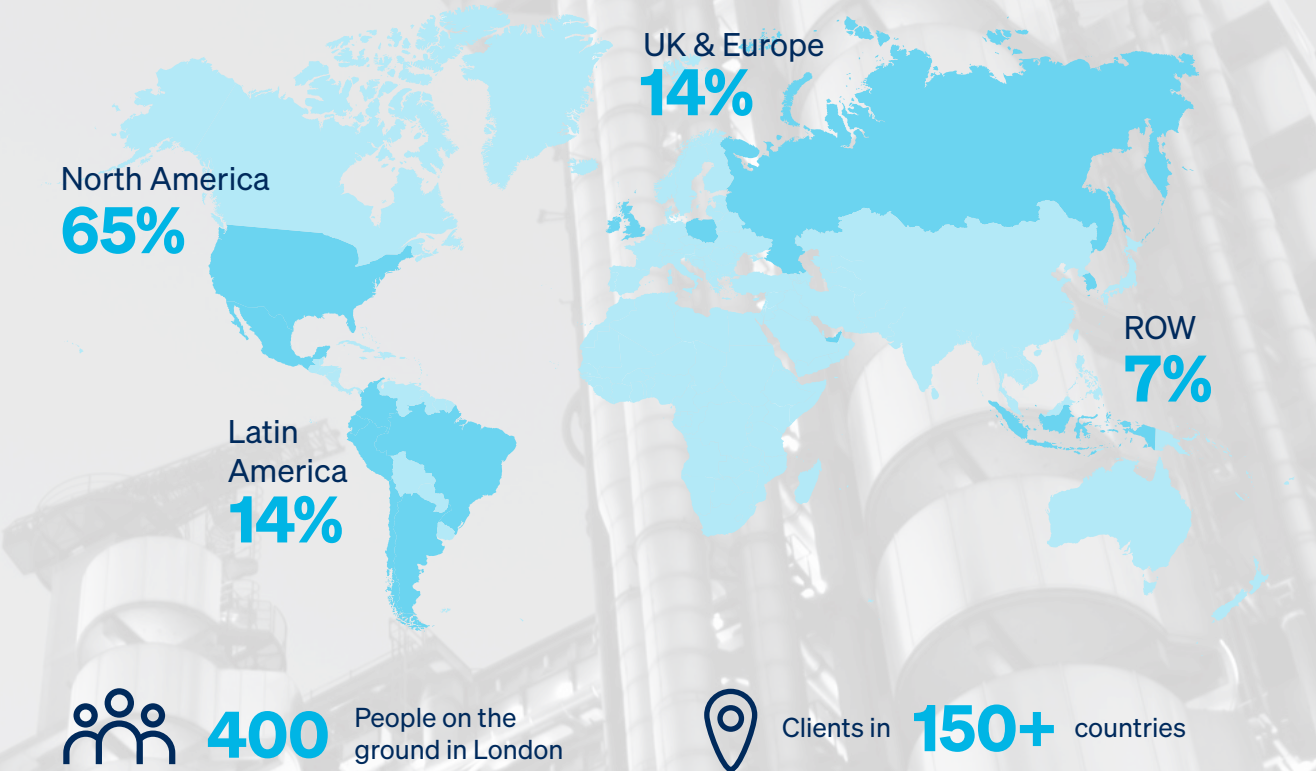 UK & Europe
14%
North America
65%
ROW
7%
Latin
America
14%
400
People on the
ground in London
Clients in 150+ countries